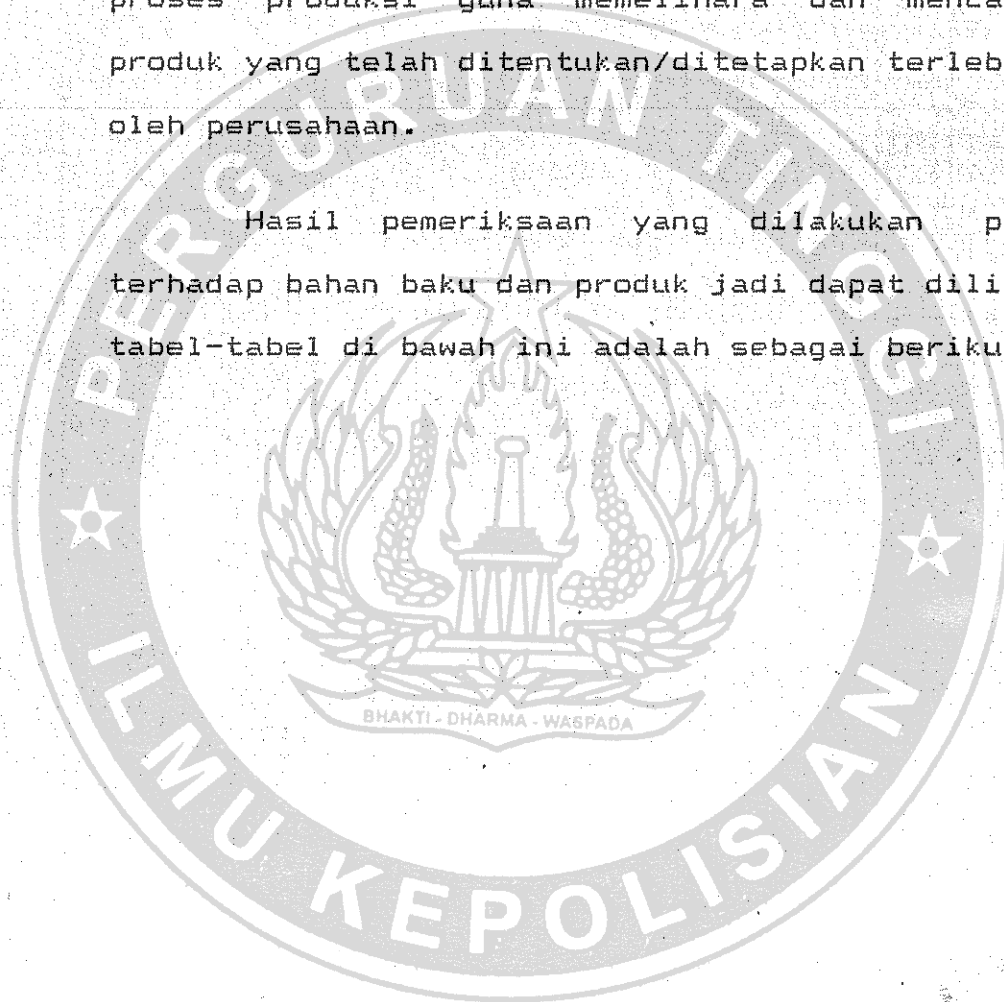 proses produksi guna memelihara dan menca
produk yang telah ditentukan/ditetapkan terleb
oleh perusahaan.
Hasil pemeriksaan yang dilakukan p
terhadap bahan baku dan produk jadi dapat dili
tabel-tabel di bawah ini adalah sebagai beriku
PERGURUAN TINGGI
BHAKTI - DHARMA - WASPADA
ILMU KEPOLISIAN